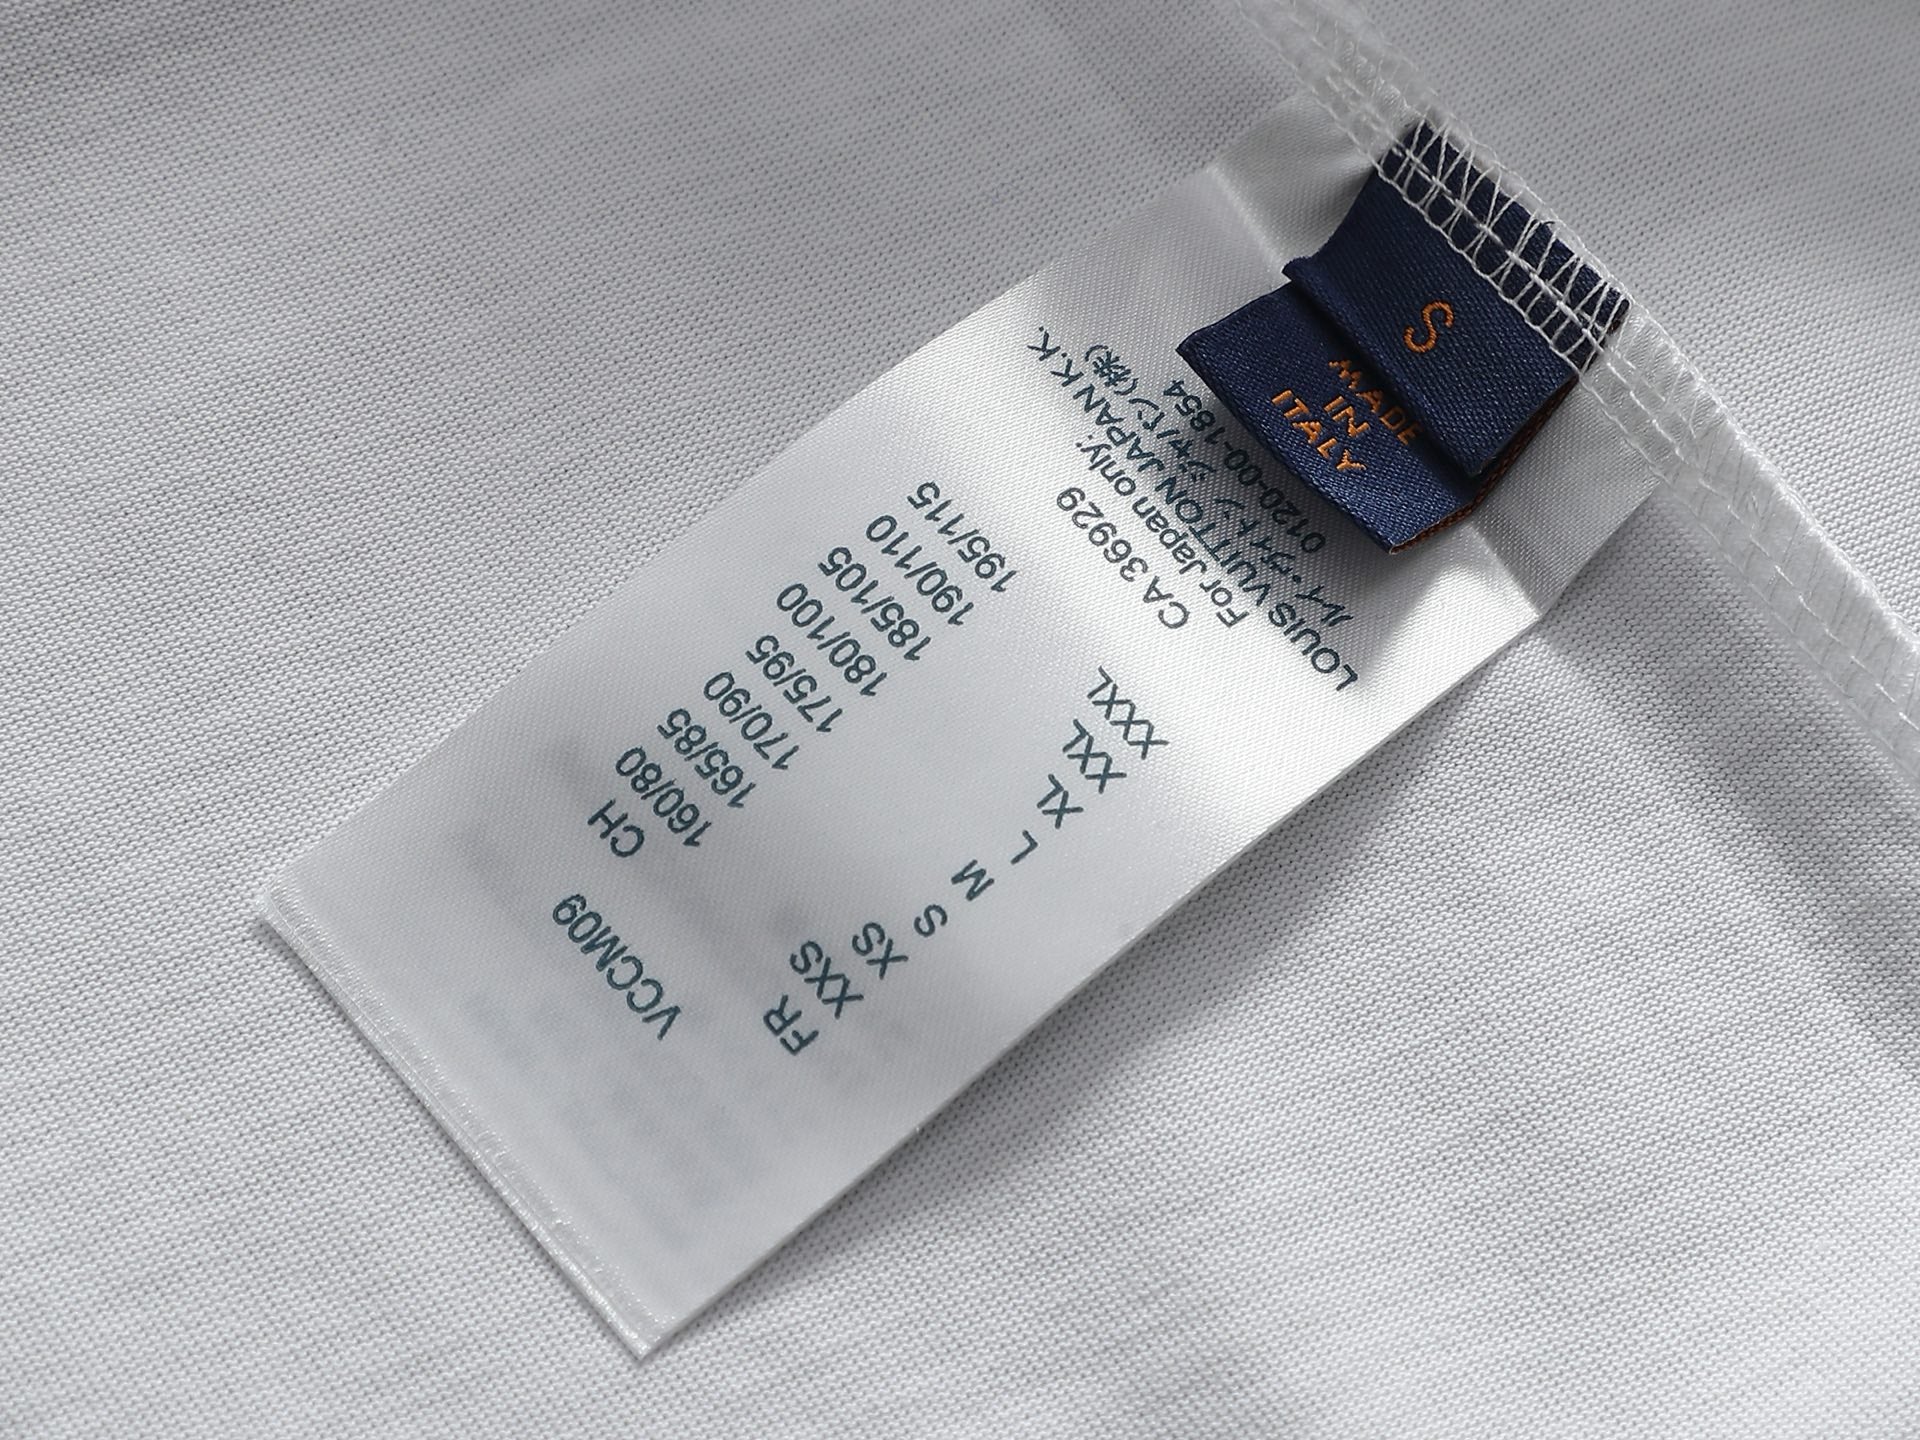 S
MADE
IN
ITALY
VCCM09
FR CH
XXS 160/80
XS 165/85
S 170/90
M 175/95
L 180/100
XL 185/105
XXL 190/110
XXXL 195/115
CA 36929
For Japan only:
LOUIS VUITTON JAPAN K.K.
ルイ・ヴィトン ジャパン(株)
0120-00-1854